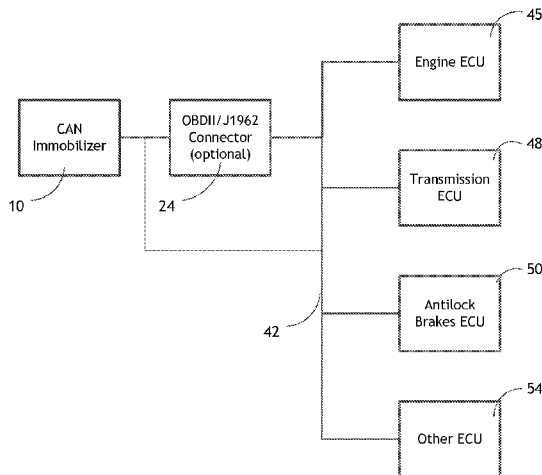 45
Engine ECU
CAN
Immobilizer
10
OBDII/J1962
Connector
(optional)
24
48
Transmission
ECU
50
Antilock
Brakes ECU
42
54
Other ECU